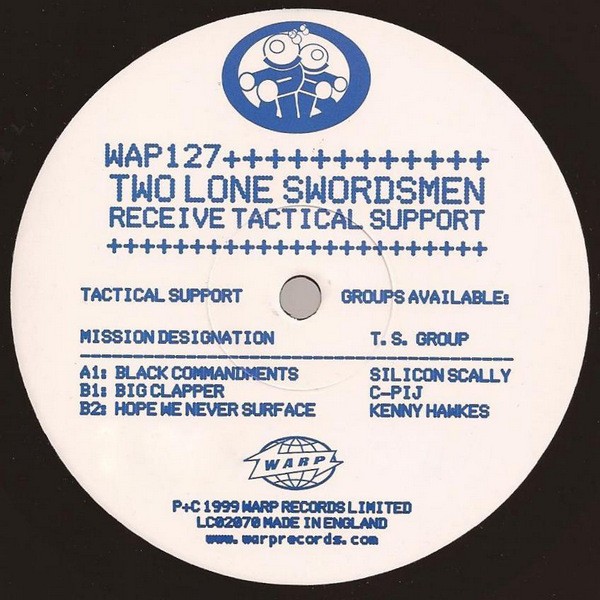 WAP127+++++++++++++
TWO LONE SWORDSMEN
RECEIVE TACTICAL SUPPORT
++++++++++++++++++++++++
TACTICAL SUPPORT GROUPS AVAILABLE:
MISSION DESIGNATION T. S. GROUP
A1: BLACK COMMANDMENTS SILICON SCALLY
B1: BIG CLAPPER C-PIJ
B2: HOPE WE NEVER SURFACE KENNY HAWKES
WARP
P+C 1999 WARP RECORDS LIMITED
LC02070 MADE IN ENGLAND
www.warprecords.com